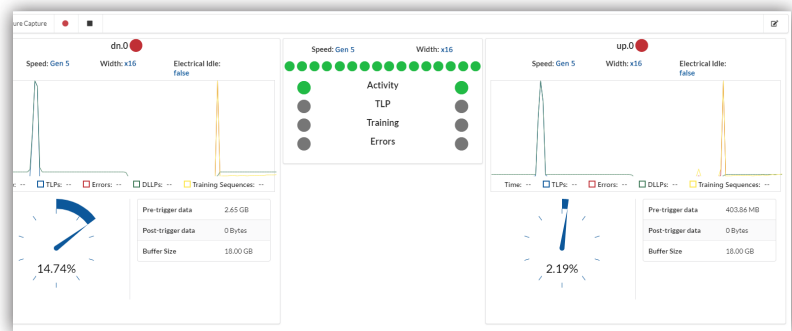 Capture
dn.0
Speed: Gen 5 Width: x16 Electrical Idle:
false
TLPs: -- Errors: -- DLLPs: -- Training Sequences: --
14.74%
Pre-trigger data 2.65 GB
Post-trigger data 0 Bytes
Buffer Size 18.00 GB
Speed: Gen 5 Width: x16
Activity
TLP
Training
Errors
up.0
Speed: Gen 5 Width: x16 Electrical Idle:
false
Time: -- TLPs: -- Errors: -- DLLPs: -- Training Sequences: --
2.19%
Pre-trigger data 403.86 MB
Post-trigger data 0 Bytes
Buffer Size 18.00 GB